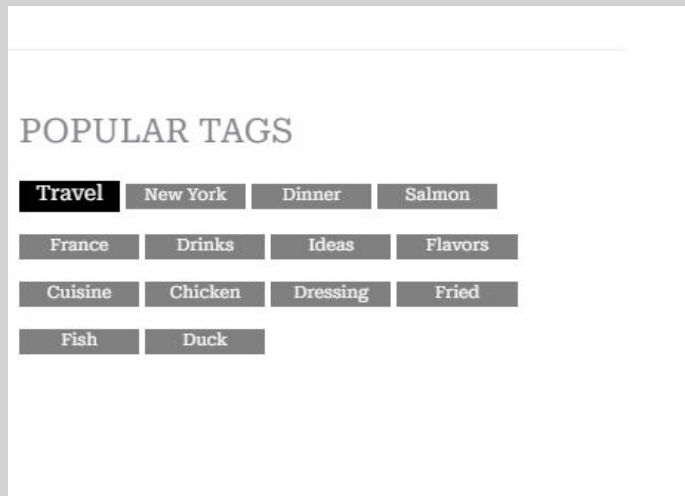 POPULAR TAGS
Travel New York Dinner Salmon
France Drinks Ideas Flavors
Cuisine Chicken Dressing Fried
Fish Duck